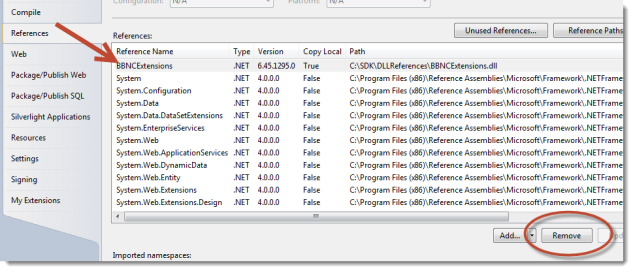 Configuration: N/A Platform: N/A
Compile
References
Web
Package/Publish Web
Package/Publish SQL
Silverlight Applications
Resources
Settings
Signing
My Extensions
Unused References... Reference Paths
References:
Reference Name Type Version Copy Local Path
BBNCExtensions .NET 6.45.1295.0 True C:\SDK\DLLReferences\BBNCExtensions.dll
System .NET 4.0.0.0 False C:\Program Files (x86)\Reference Assemblies\Microsoft\Framework\.NETFrame
System.Configuration .NET 4.0.0.0 False C:\Program Files (x86)\Reference Assemblies\Microsoft\Framework\.NETFrame
System.Data .NET 4.0.0.0 False C:\Program Files (x86)\Reference Assemblies\Microsoft\Framework\.NETFrame
System.Data.DataSetExtensions .NET 4.0.0.0 False C:\Program Files (x86)\Reference Assemblies\Microsoft\Framework\.NETFrame
System.EnterpriseServices .NET 4.0.0.0 False C:\Program Files (x86)\Reference Assemblies\Microsoft\Framework\.NETFrame
System.Web .NET 4.0.0.0 False C:\Program Files (x86)\Reference Assemblies\Microsoft\Framework\.NETFrame
System.Web.ApplicationServices .NET 4.0.0.0 False C:\Program Files (x86)\Reference Assemblies\Microsoft\Framework\.NETFrame
System.Web.DynamicData .NET 4.0.0.0 False C:\Program Files (x86)\Reference Assemblies\Microsoft\Framework\.NETFrame
System.Web.Entity .NET 4.0.0.0 False C:\Program Files (x86)\Reference Assemblies\Microsoft\Framework\.NETFrame
System.Web.Extensions .NET 4.0.0.0 False C:\Program Files (x86)\Reference Assemblies\Microsoft\Framework\.NETFrame
System.Web.Extensions.Design .NET 4.0.0.0 False C:\Program Files (x86)\Reference Assemblies\Microsoft\Framework\.NETFrame
Add... Remove
Imported namespaces: